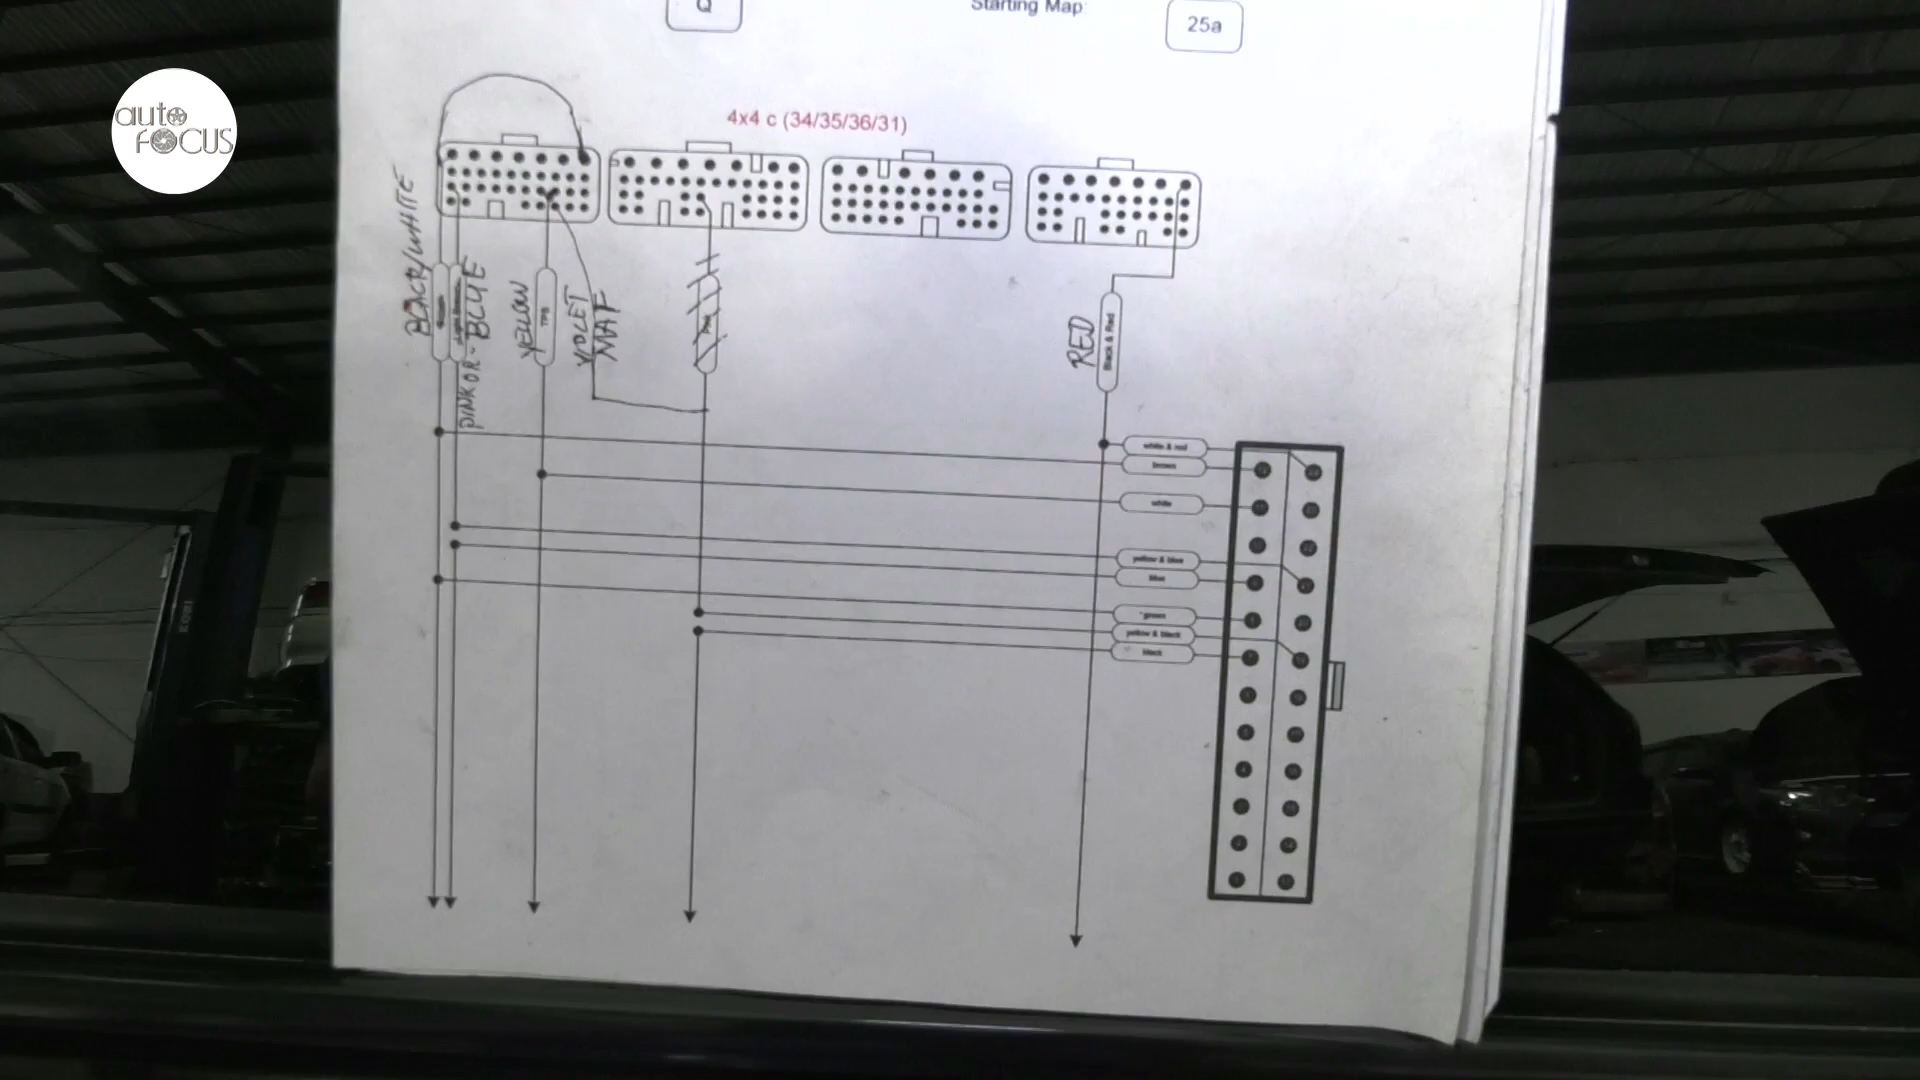 Q
Starting Map:
25a
auto
FOCUS
4x4 c (34/35/36/31)
BLACK/WHITE
PINK OR - BLUE
YELLOW
TPS
VIOLET
MAF
RED
Black & Red
white & red
brown
white
yellow & blue
blue
green
yellow & black
black